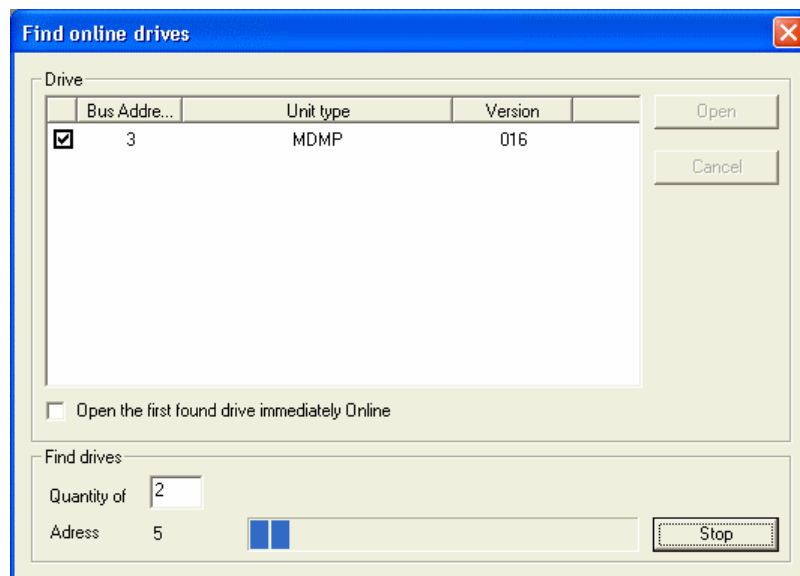 Find online drives
Drive
Bus Addre... Unit type Version
Open
3 MDMP 016
Cancel
Open the first found drive immediately Online
Find drives
Quantity of 2
Adress 5
Stop